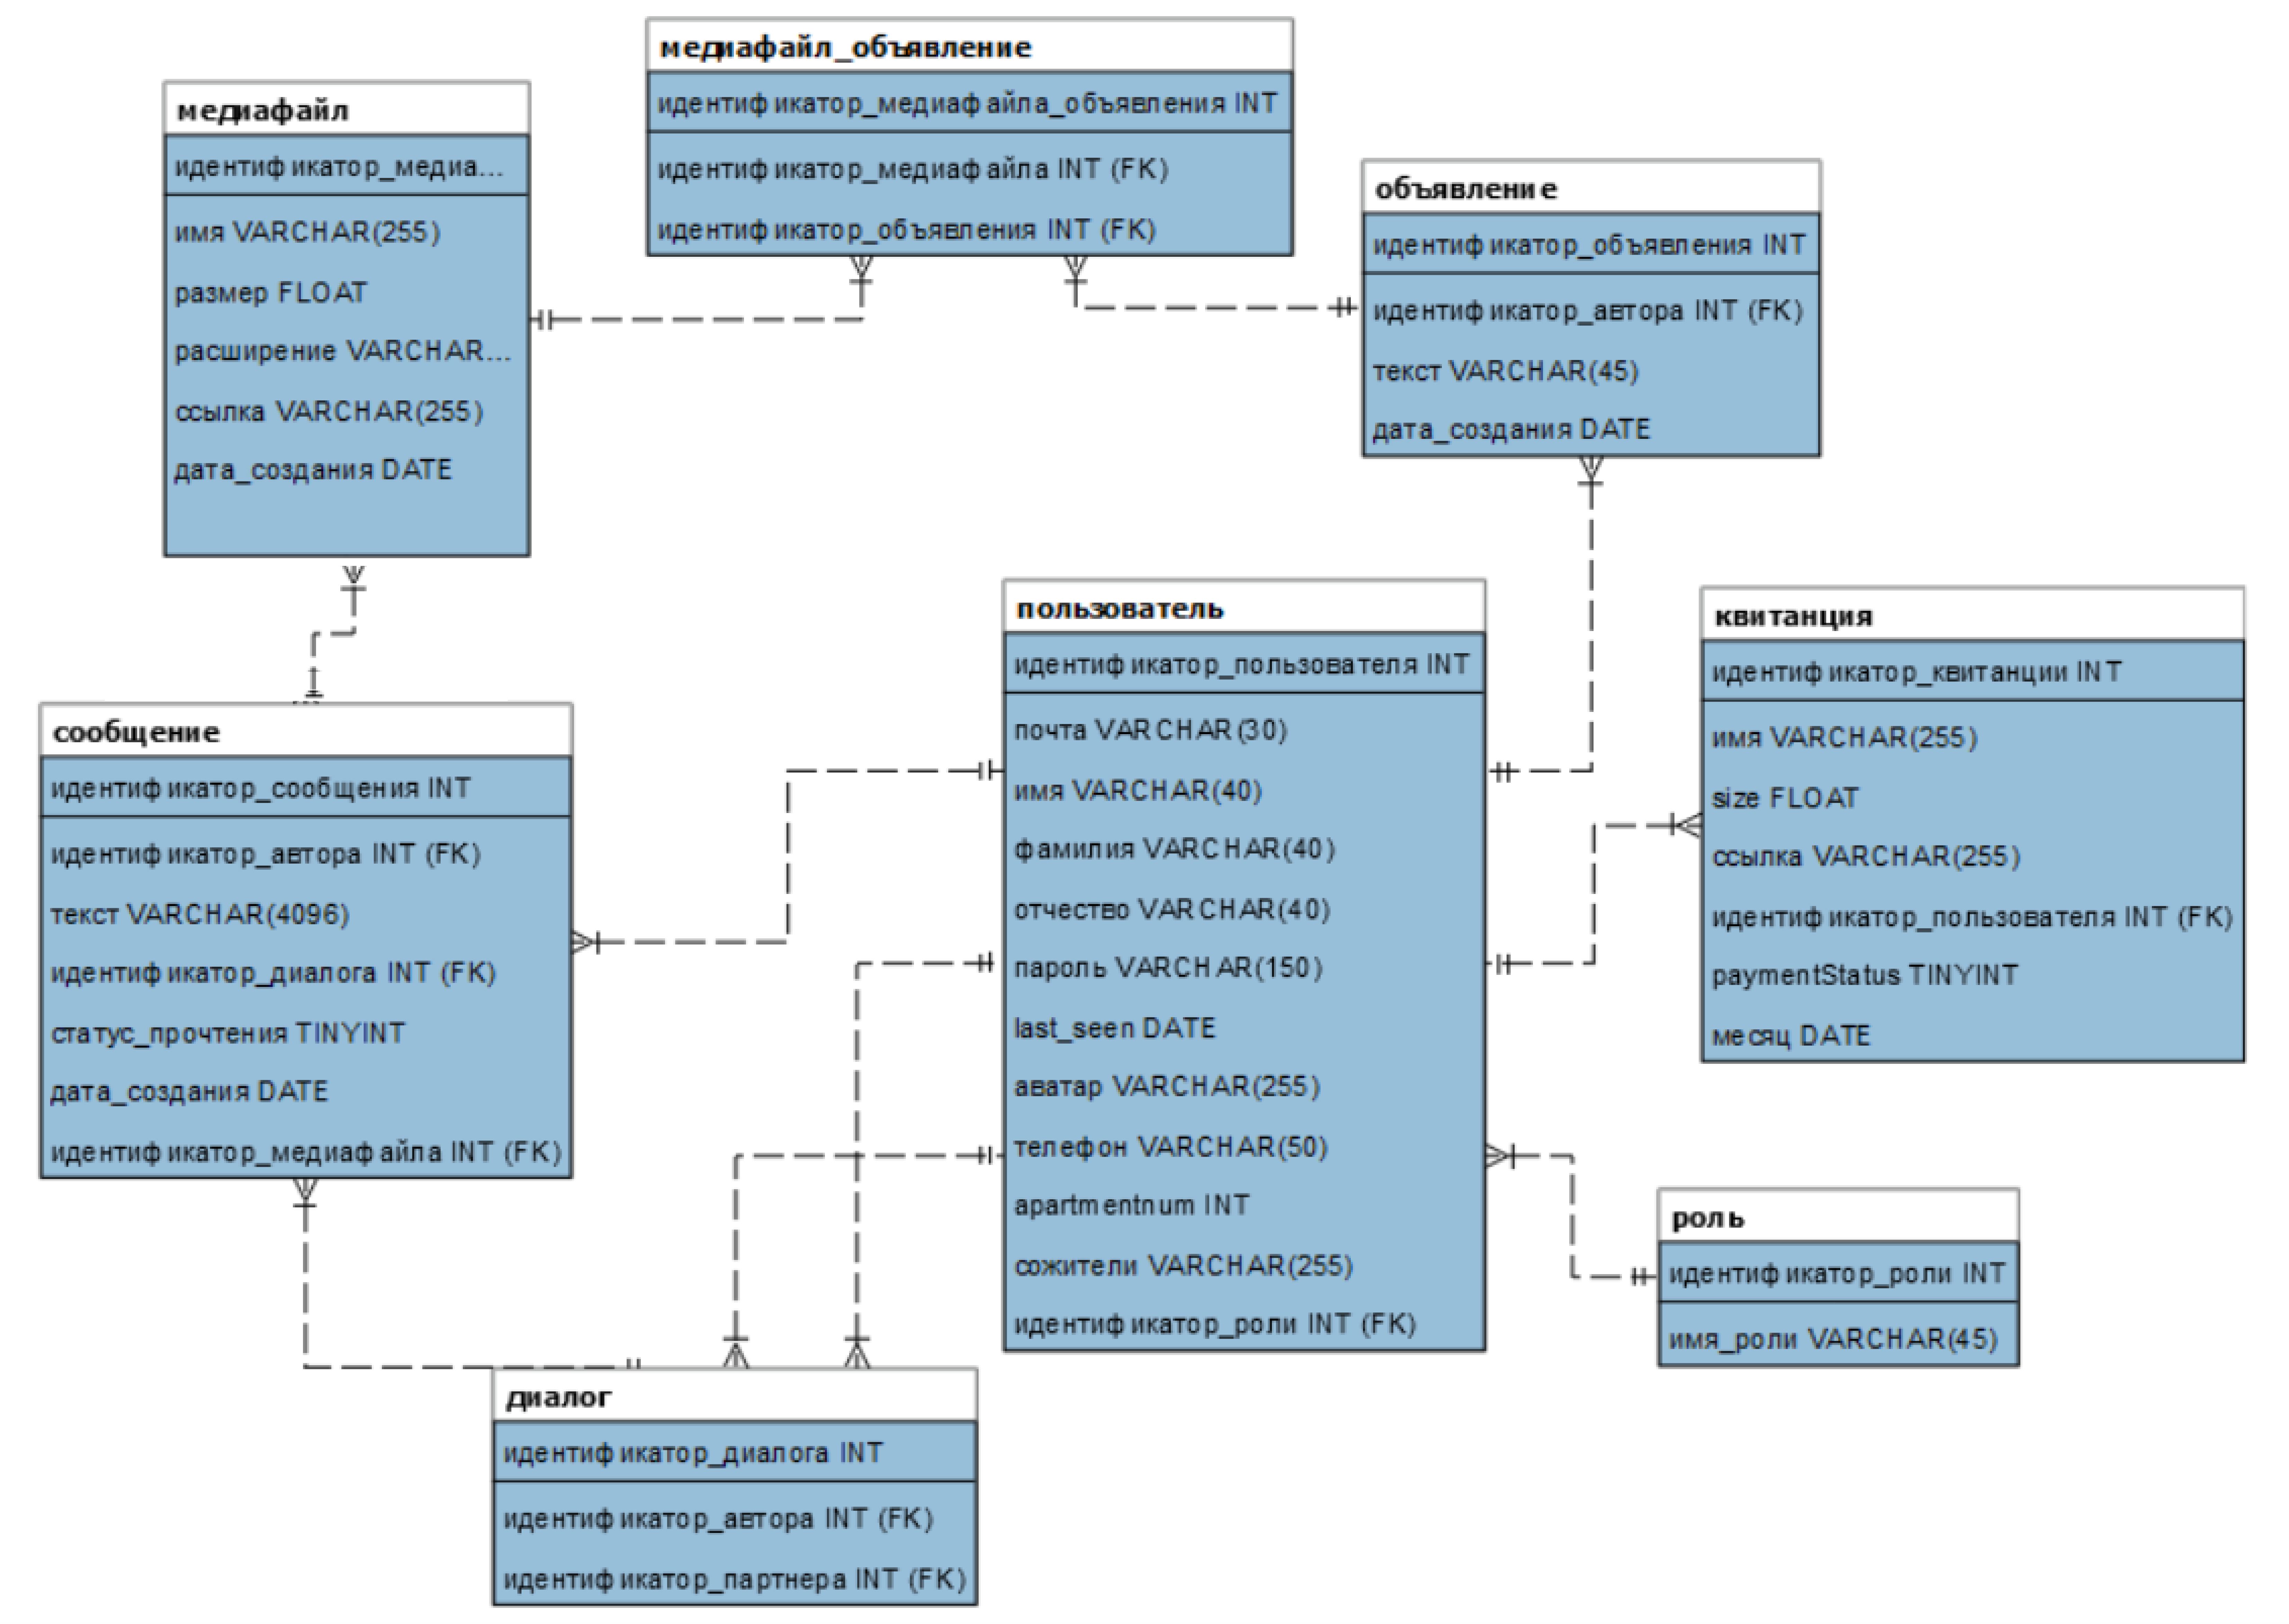 медиафайл_объявление
идентификатор_медиафайла_объявления INT
идентификатор_медиафайла INT (FK)
идентификатор_объявления INT (FK)
медиафайл
идентификатор_медиа...
имя VARCHAR(255)
размер FLOAT
расширение VARCHAR...
ссылка VARCHAR(255)
дата_создания DATE
объявление
идентификатор_объявления INT
идентификатор_автора INT (FK)
текст VARCHAR(45)
дата_создания DATE
пользователь
идентификатор_пользователя INT
почта VARCHAR(30)
имя VARCHAR(40)
фамилия VARCHAR(40)
отчество VARCHAR(40)
пароль VARCHAR(150)
last_seen DATE
аватар VARCHAR(255)
телефон VARCHAR(50)
apartmentnum INT
сожители VARCHAR(255)
идентификатор_роли INT (FK)
квитанция
идентификатор_квитанции INT
имя VARCHAR(255)
size FLOAT
ссылка VARCHAR(255)
идентификатор_пользователя INT (FK)
paymentStatus TINYINT
месяц DATE
сообщение
идентификатор_сообщения INT
идентификатор_автора INT (FK)
текст VARCHAR(4096)
идентификатор_диалога INT (FK)
статус_прочтения TINYINT
дата_создания DATE
идентификатор_медиафайла INT (FK)
роль
идентификатор_роли INT
имя_роли VARCHAR(45)
диалог
идентификатор_диалога INT
идентификатор_автора INT (FK)
идентификатор_партнера INT (FK)